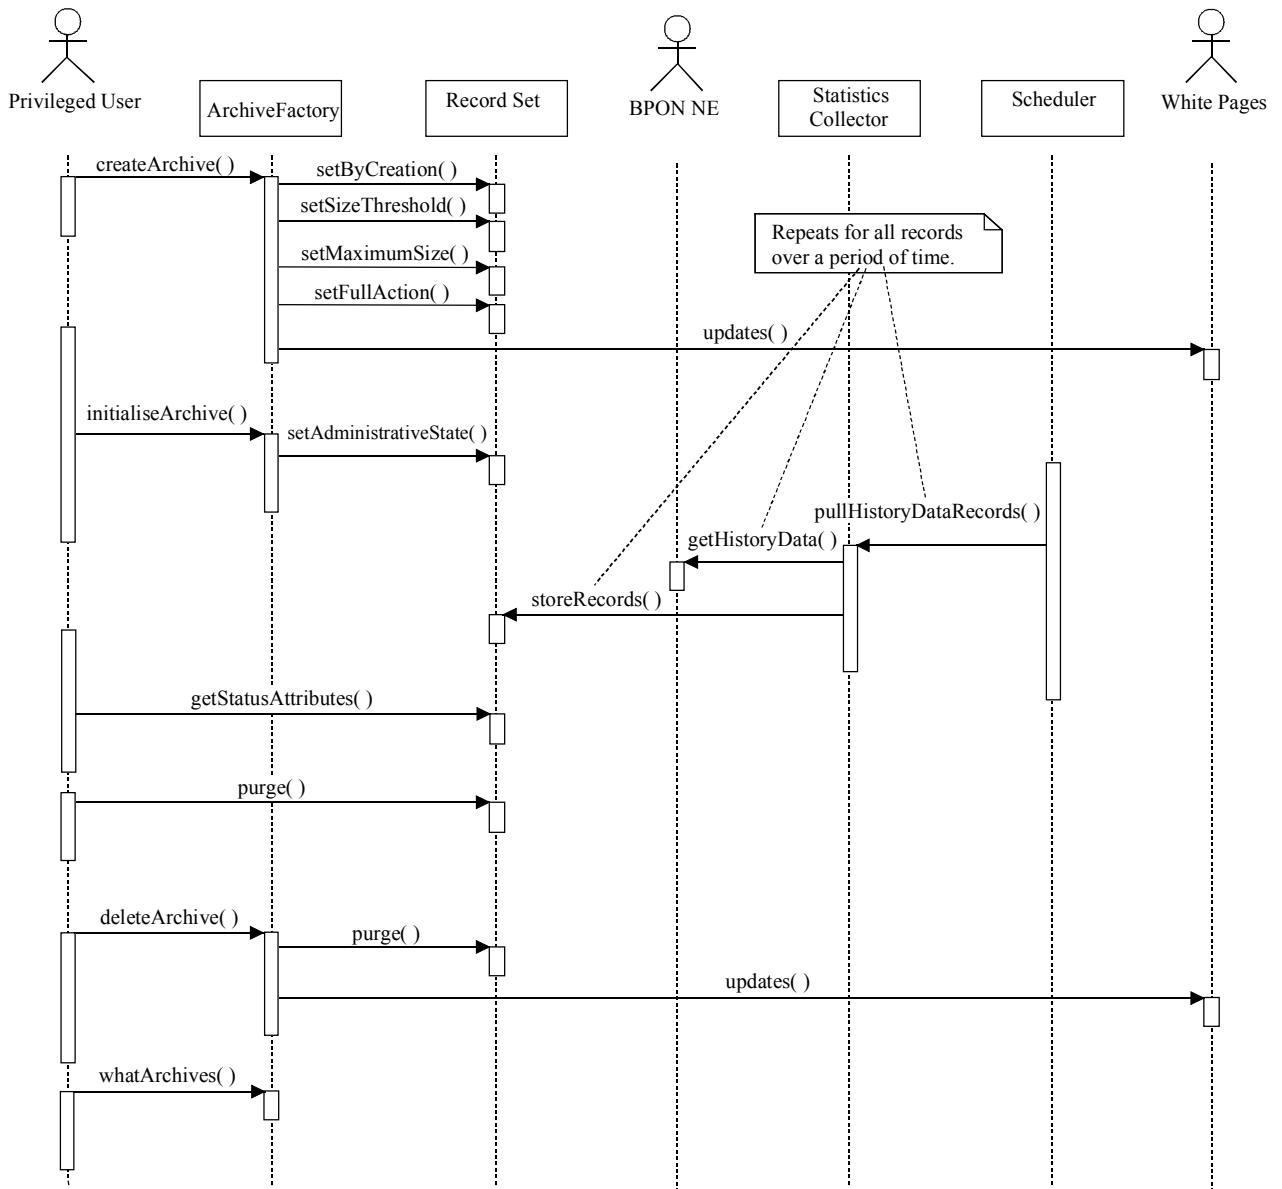 Privileged User
ArchiveFactory
Record Set
BPON NE
Statistics
Collector
Scheduler
White Pages
createArchive( )
setByCreation( )
setSizeThreshold( )
Repeats for all records
over a period of time.
setMaximumSize( )
setFullAction( )
updates( )
initialiseArchive( )
setAdministrativeState( )
pullHistoryDataRecords( )
getHistoryData( )
storeRecords( )
getStatusAttributes( )
purge( )
deleteArchive( )
purge( )
updates( )
whatArchives( )